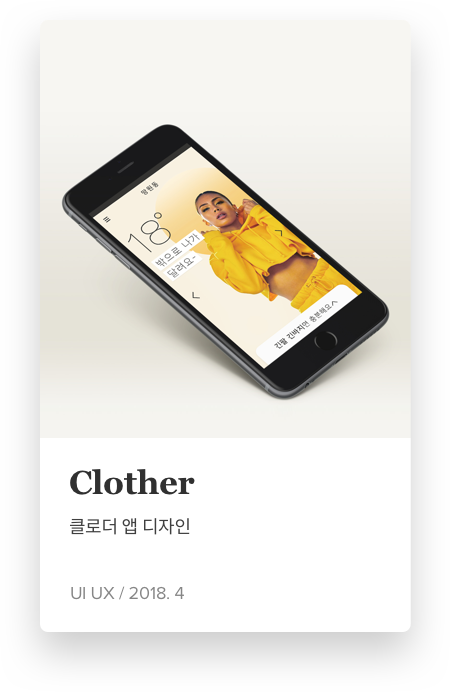 망원동
18°
밖으로 나가
달려요~
긴팔 긴바지면 충분해요
Clother
클로더 앱 디자인
UI UX / 2018. 4